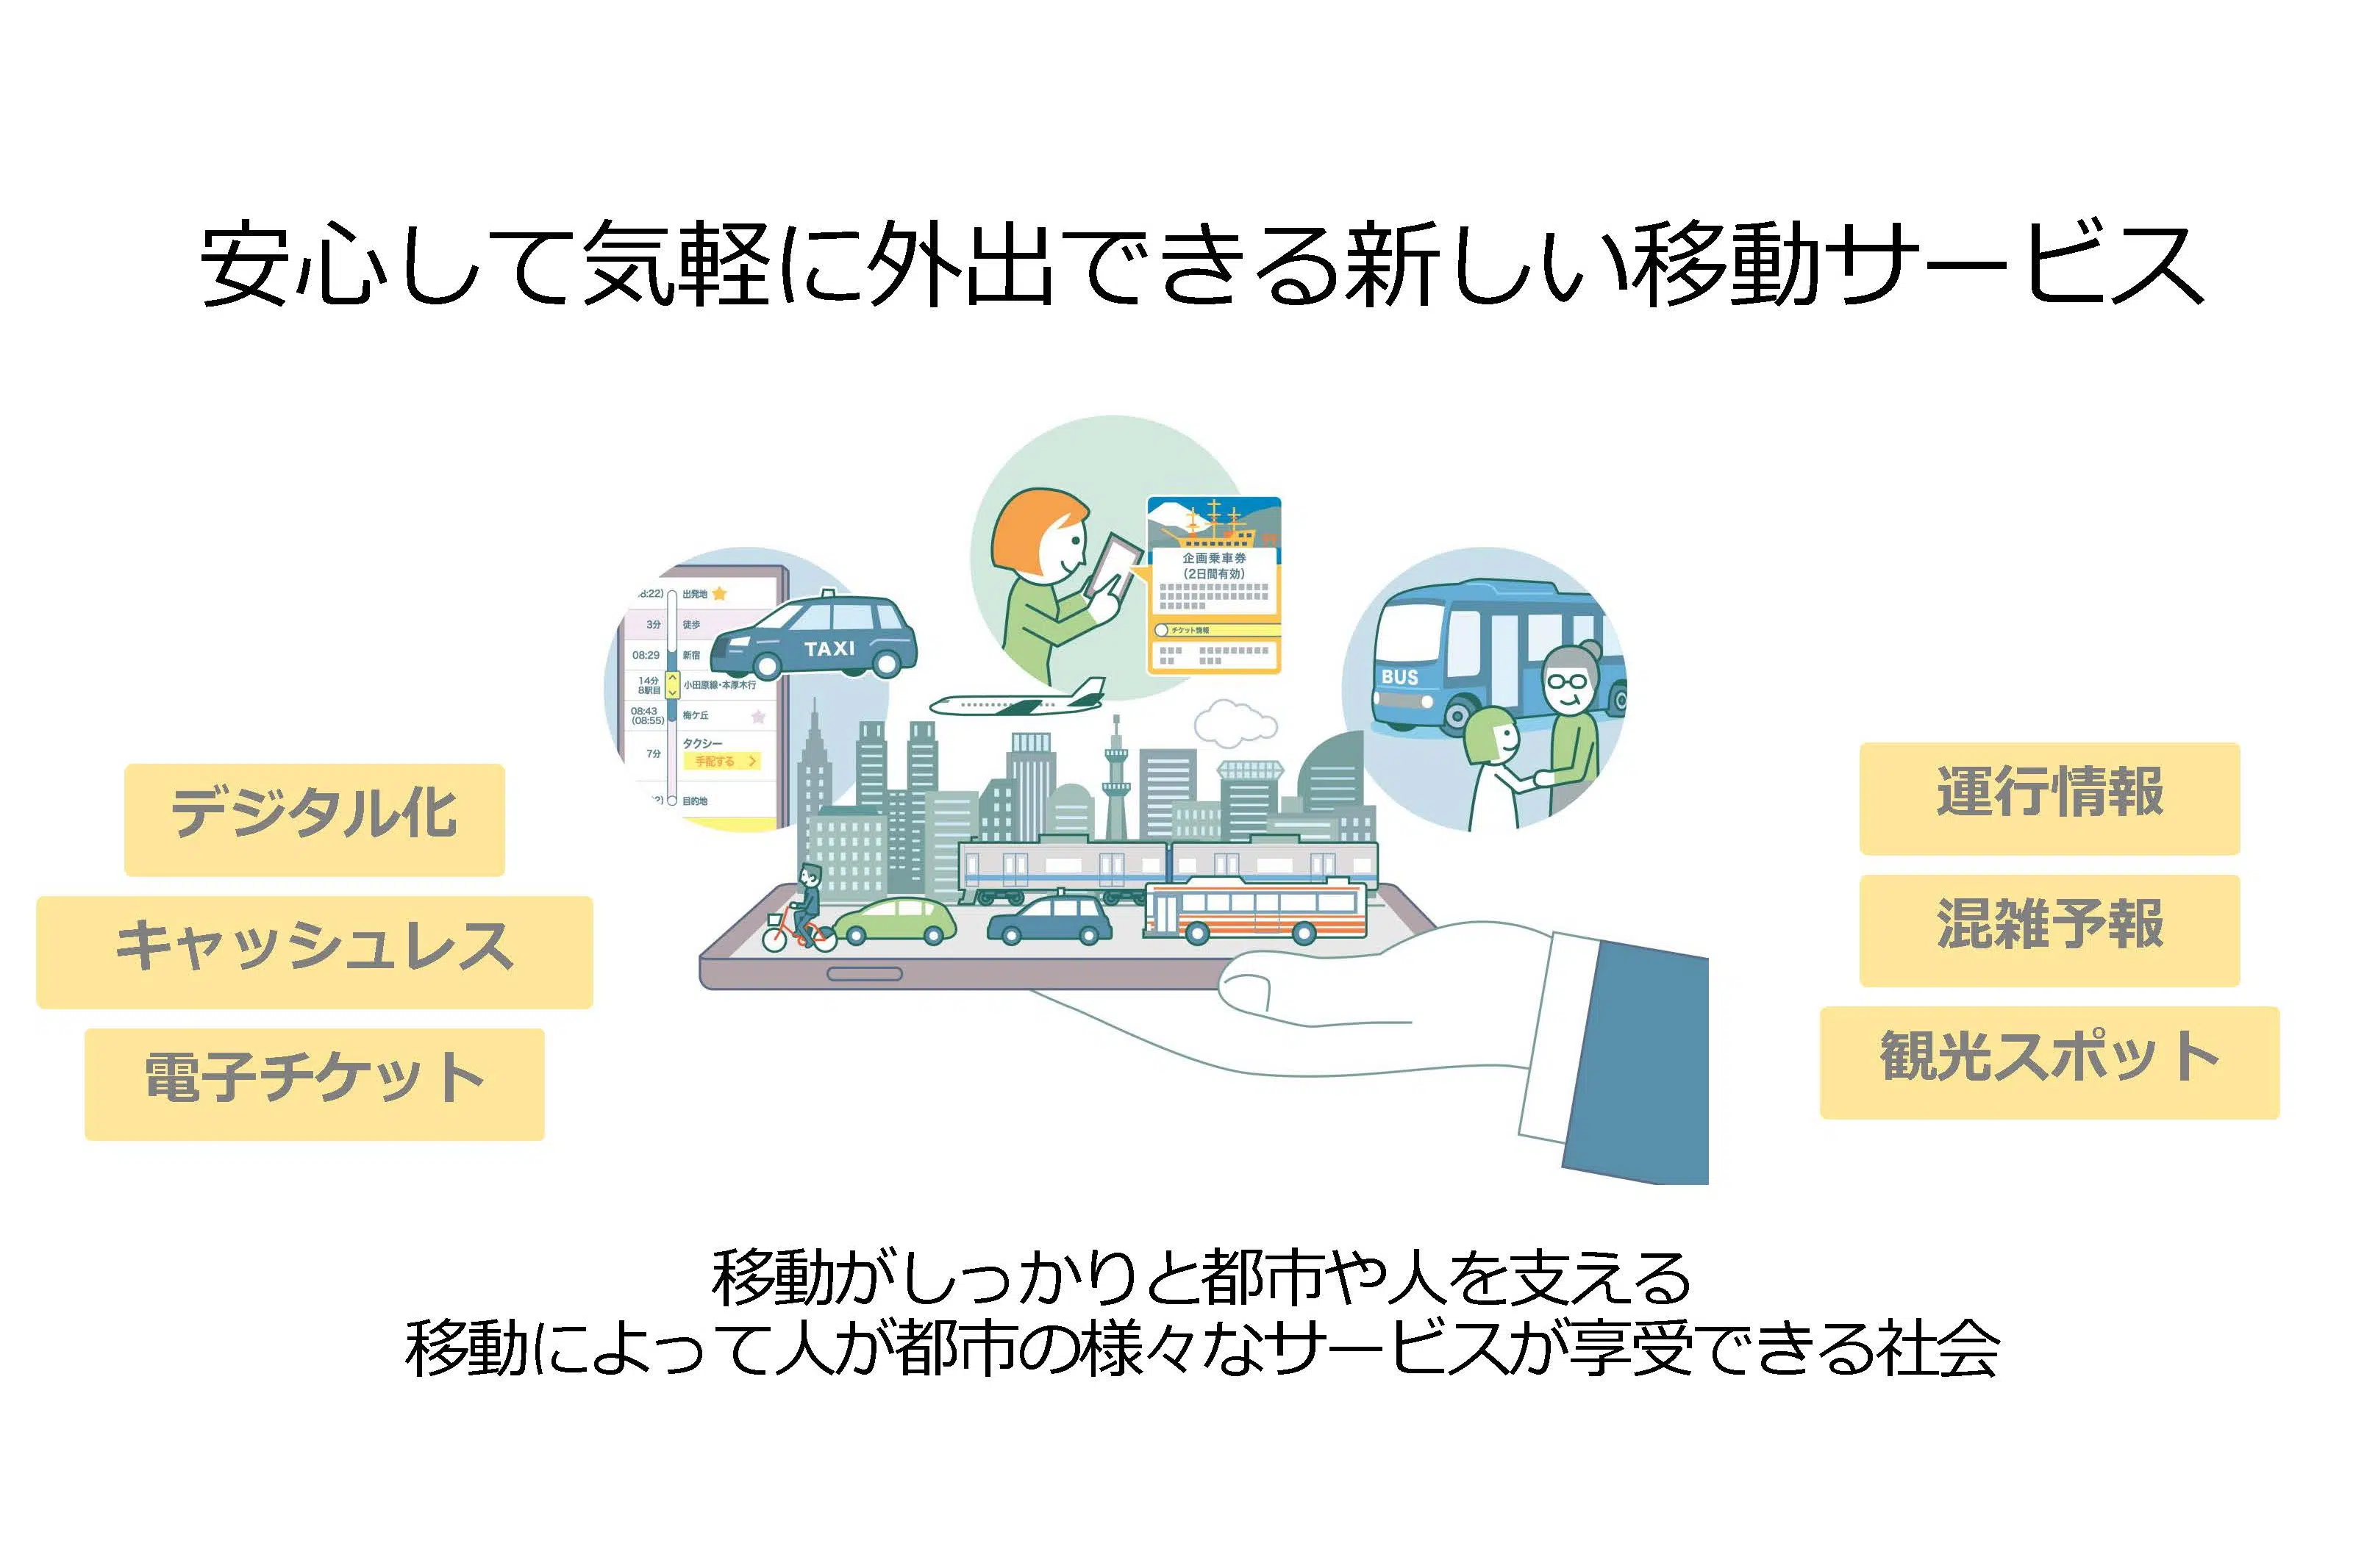 安心して気軽に外出できる新しい移動サービス
企画乗車券
(2日間有効)
チケット情報
8:22) 出発地
3分 徒歩
08:29 新宿
14分
8駅目 小田原線・本厚木行
08:43
(08:55) 梅ケ丘
7分 タクシー
手配する
目的地
TAXI
BUS
デジタル化
キャッシュレス
電子チケット
運行情報
混雑予報
観光スポット
移動がしっかりと都市や人を支える
移動によって人が都市の様々なサービスが享受できる社会